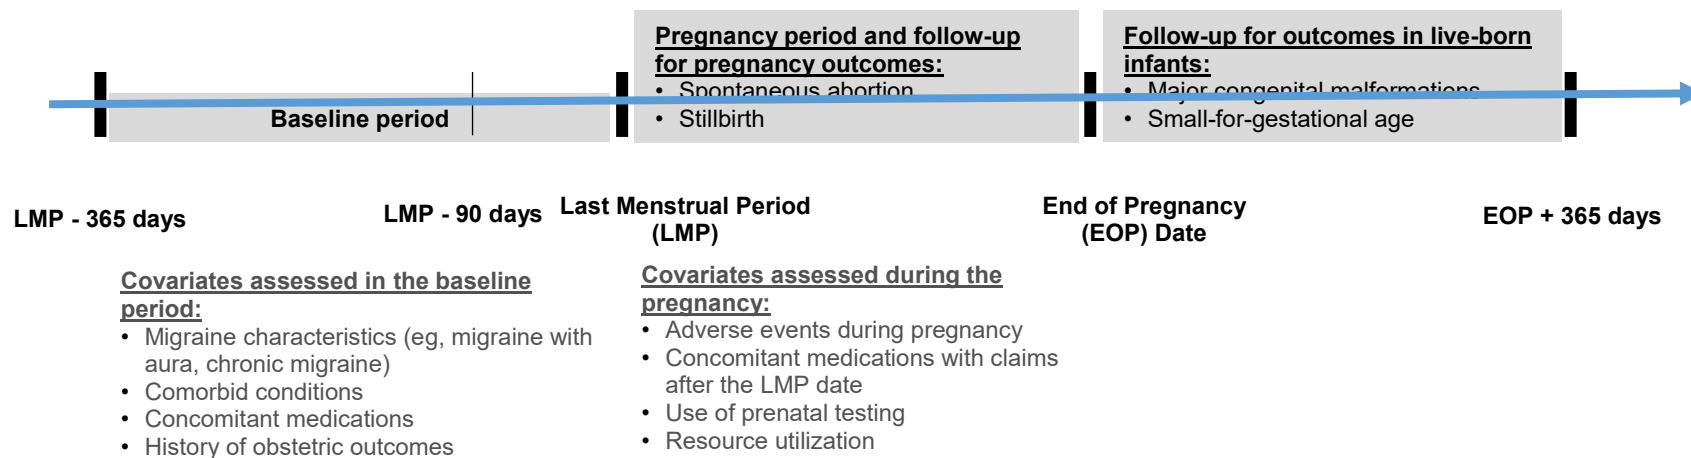 Pregnancy period and follow-up
for pregnancy outcomes:
• Spontaneous abortion
• Stillbirth
Follow-up for outcomes in live-born
infants:
• Major congenital malformations
• Small-for-gestational age
Baseline period
LMP - 365 days
LMP - 90 days
Last Menstrual Period
(LMP)
End of Pregnancy
(EOP) Date
EOP + 365 days
Covariates assessed in the baseline
period:
• Migraine characteristics (eg, migraine with
aura, chronic migraine)
• Comorbid conditions
• Concomitant medications
• History of obstetric outcomes
Covariates assessed during the
pregnancy:
• Adverse events during pregnancy
• Concomitant medications with claims
after the LMP date
• Use of prenatal testing
• Resource utilization